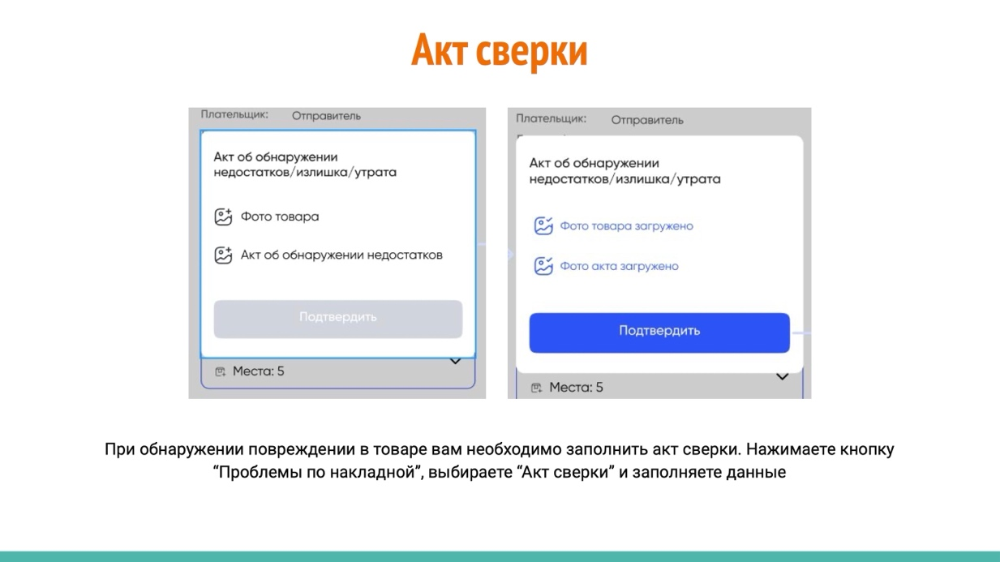 Акт сверки
Плательщик: Отправитель
Акт об обнаружении
недостатков/излишка/утрата
Фото товара
Акт об обнаружении недостатков
Подтвердить
Места: 5
Плательщик: Отправитель
Акт об обнаружении
недостатков/излишка/утрата
Фото товара загружено
Фото акта загружено
Подтвердить
Места: 5
При обнаружении повреждении в товаре вам необходимо заполнить акт сверки. Нажимаете кнопку
“Проблемы по накладной”, выбираете “Акт сверки” и заполняете данные